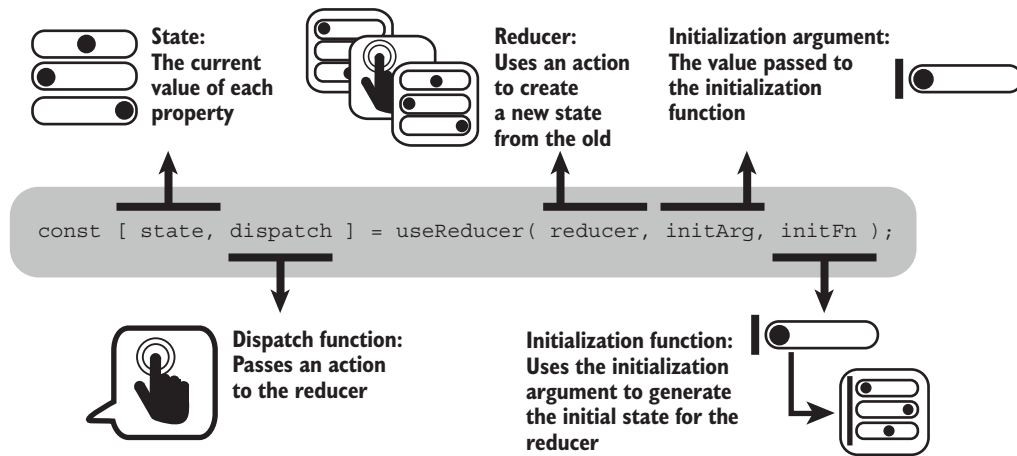 State:
The current
value of each
property
Reducer:
Uses an action
to create
a new state
from the old
Initialization argument:
The value passed to
the initialization
function
const [ state, dispatch ] = useReducer( reducer, initArg, initFn );
Dispatch function:
Passes an action
to the reducer
Initialization function:
Uses the initialization
argument to generate
the initial state for the
reducer